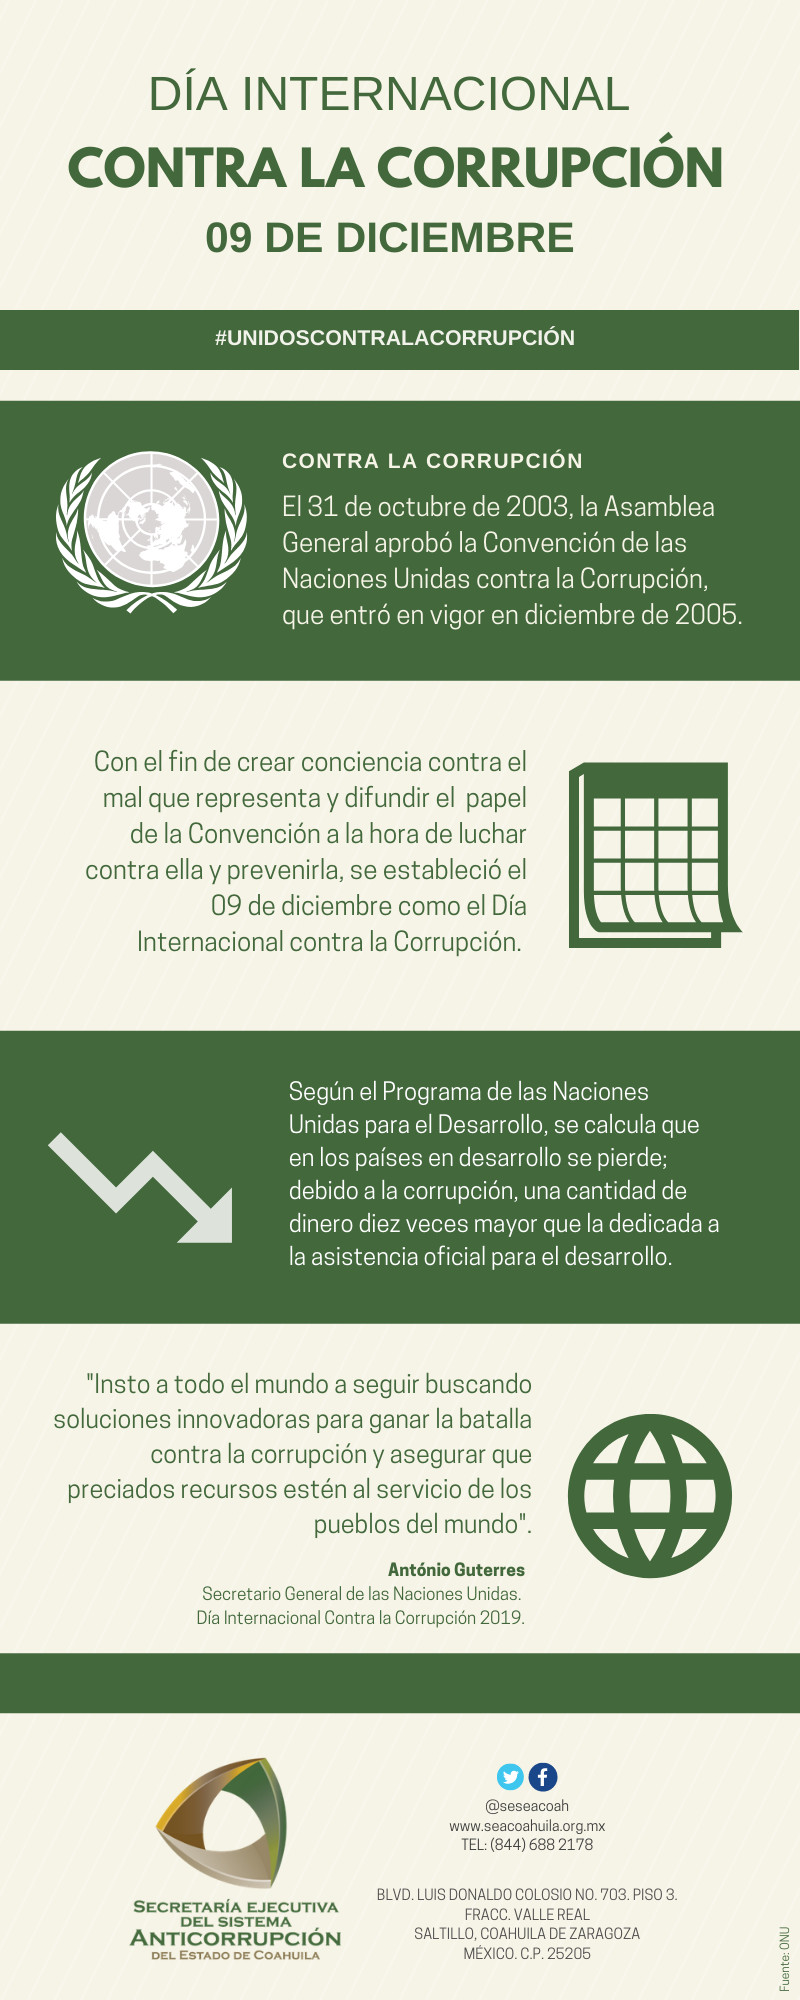 DÍA INTERNACIONAL
CONTRA LA CORRUPCIÓN
09 DE DICIEMBRE
#UNIDOSCONTRALACORRUPCIÓN
CONTRA LA CORRUPCIÓN
El 31 de octubre de 2003, la Asamblea
General aprobó la Convención de las
Naciones Unidas contra la Corrupción,
que entró en vigor en diciembre de 2005.
Con el fin de crear conciencia contra el
mal que representa y difundir el papel
de la Convención a la hora de luchar
contra ella y prevenirla, se estableció el
09 de diciembre como el Día
Internacional contra la Corrupción.
Según el Programa de las Naciones
Unidas para el Desarrollo, se calcula que
en los países en desarrollo se pierde;
debido a la corrupción, una cantidad de
dinero diez veces mayor que la dedicada a
la asistencia oficial para el desarrollo.
"Insto a todo el mundo a seguir buscando
soluciones innovadoras para ganar la batalla
contra la corrupción y asegurar que
preciados recursos estén al servicio de los
pueblos del mundo".
António Guterres
Secretario General de las Naciones Unidas.
Día Internacional Contra la Corrupción 2019.
SECRETARÍA EJECUTIVA
DEL SISTEMA
ANTICORRUPCIÓN
DEL ESTADO DE COAHUILA
@seseacoah
www.seacoahuila.org.mx
TEL: (844) 688 2178
BLVD. LUIS DONALDO COLOSIO NO. 703. PISO 3.
FRACC. VALLE REAL
SALTILLO, COAHUILA DE ZARAGOZA
MÉXICO. C.P. 25205
Fuente: ONU